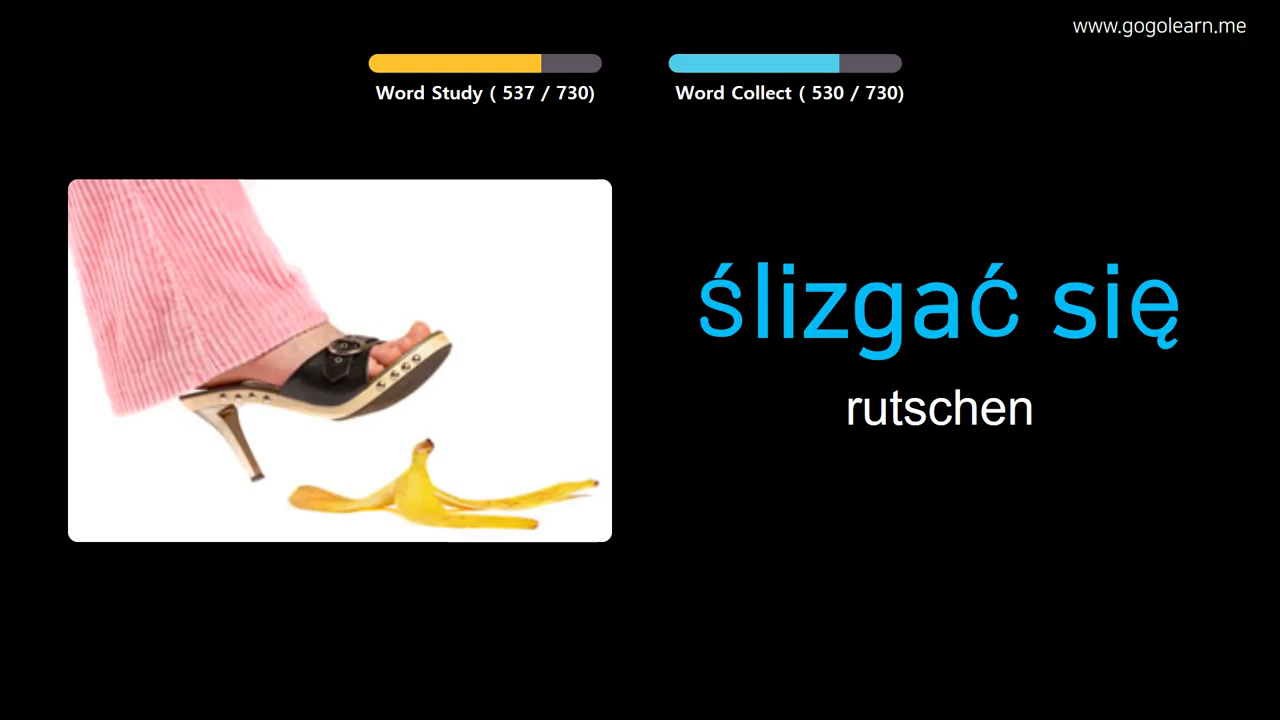 www.gogolearn.me
Word Study ( 537 / 730)
Word Collect ( 530 / 730)
ślizgać się
rutschen